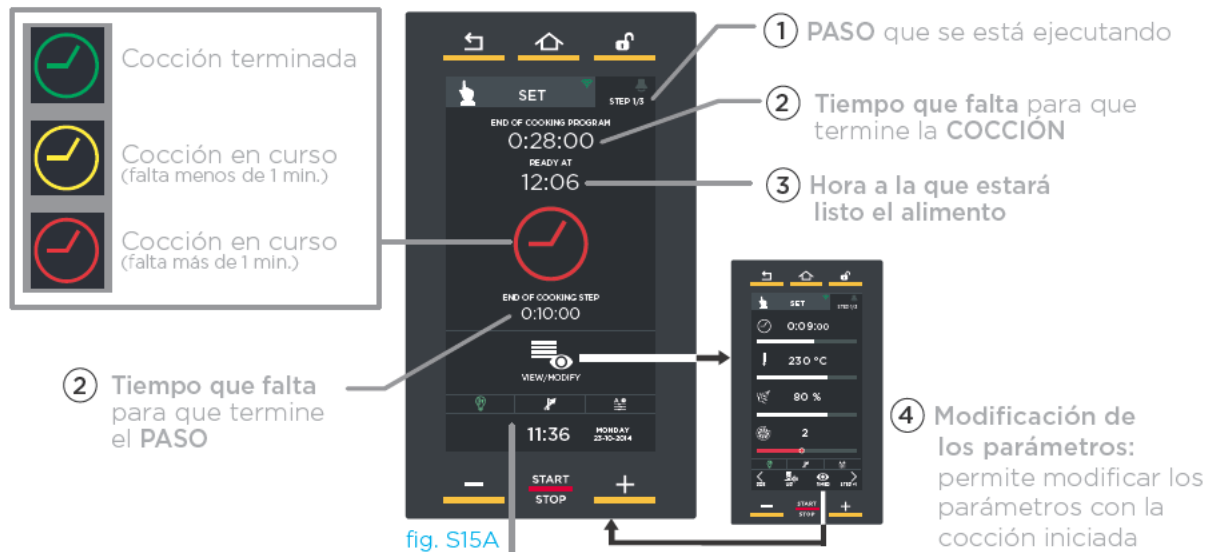 Cocción terminada
Cocción en curso
(falta menos de 1 min.)
Cocción en curso
(falta más de 1 min.)
SET
STEP 1/3
END OF COOKING PROGRAM
0:28:00
READY AT
12:06
END OF COOKING STEP
0:10:00
VIEW/MODIFY
11:36
MONDAY
23-10-2014
START
STOP
fig. S15A
1 PASO que se está ejecutando
2 Tiempo que falta para que
termine la COCCIÓN
3 Hora a la que estará
listo el alimento
2 Tiempo que falta
para que termine
el PASO
SET
STEP 1/3
0:09:00
230 °C
80 %
2
START
STOP
4 Modificación de
los parámetros:
permite modificar los
parámetros con la
cocción iniciada